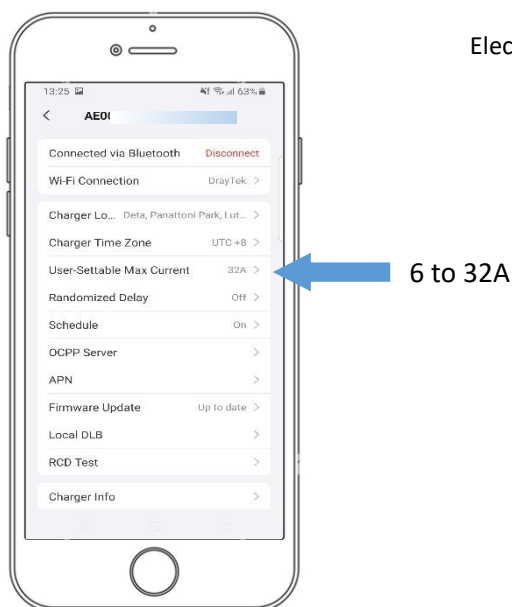 Elec
13:25 63%
AE0
Connected via Bluetooth Disconnect
Wi-Fi Connection DrayTek >
Charger Lo... Deta, Panattoni Park, Lut... >
Charger Time Zone UTC +8 >
User-Settable Max Current 32A >
6 to 32A
Randomized Delay Off >
Schedule On >
OCPP Server >
APN >
Firmware Update Up to date >
Local DLB >
RCD Test >
Charger Info >